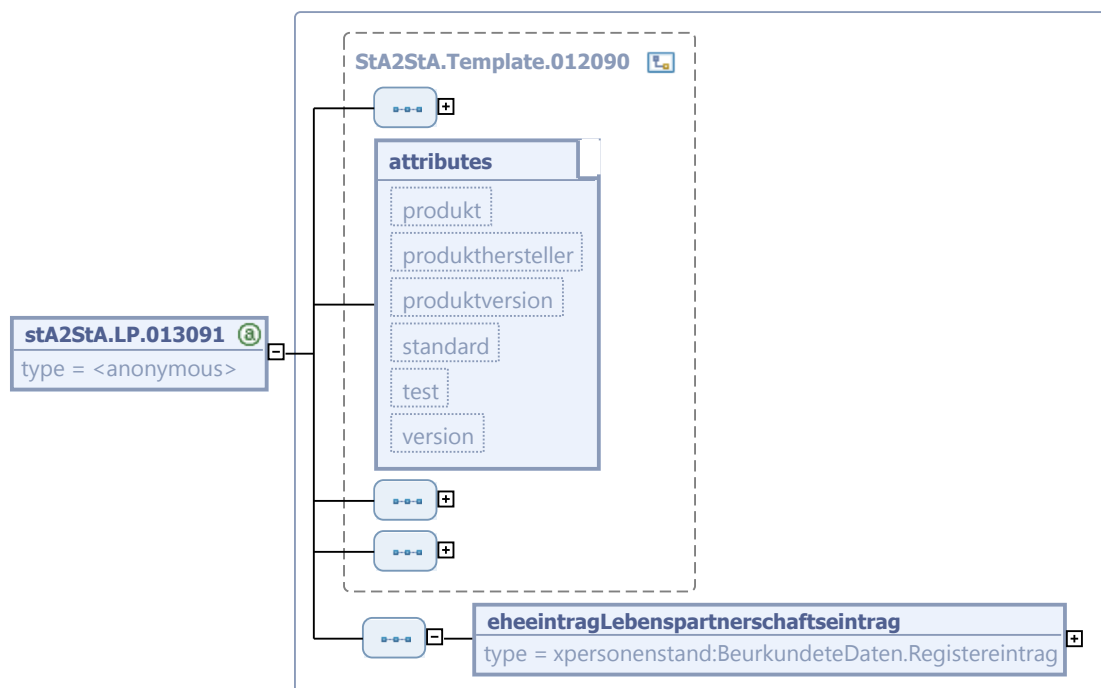 StA2StA.Template.012090
attributes
produkt
produkthersteller
produktversion
standard
test
version
stA2StA.LP.013091 a
type = <anonymous>
eheeintragLebenspartnerschaftseintrag
type = xpersonenstand:BeurkundeteDaten.Registereintrag